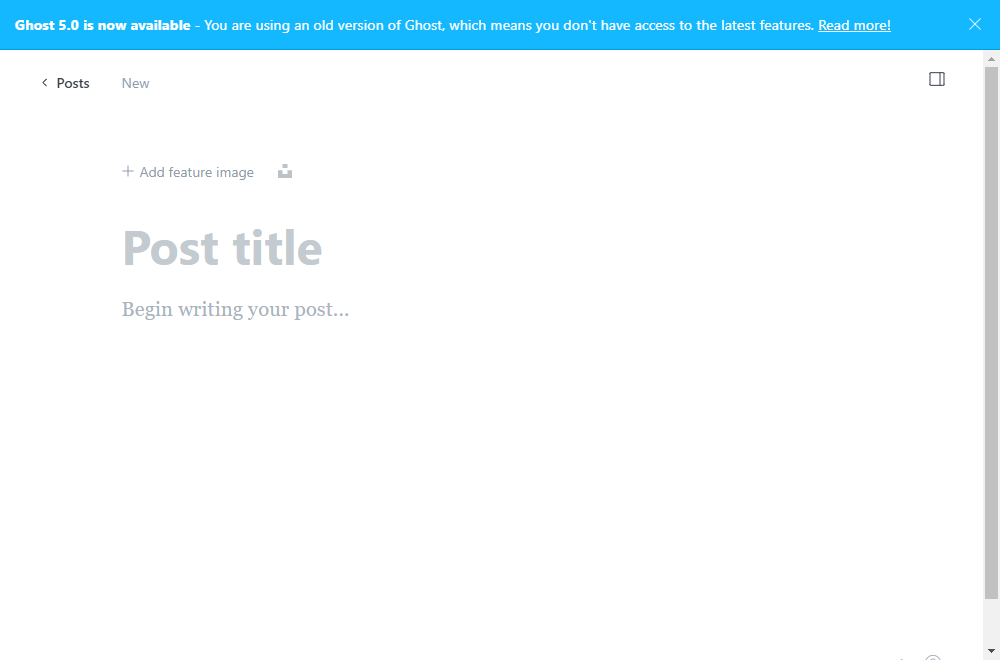 Ghost 5.0 is now available - You are using an old version of Ghost, which means you don't have access to the latest features. Read more!
Posts New
Add feature image
Post title
Begin writing your post...